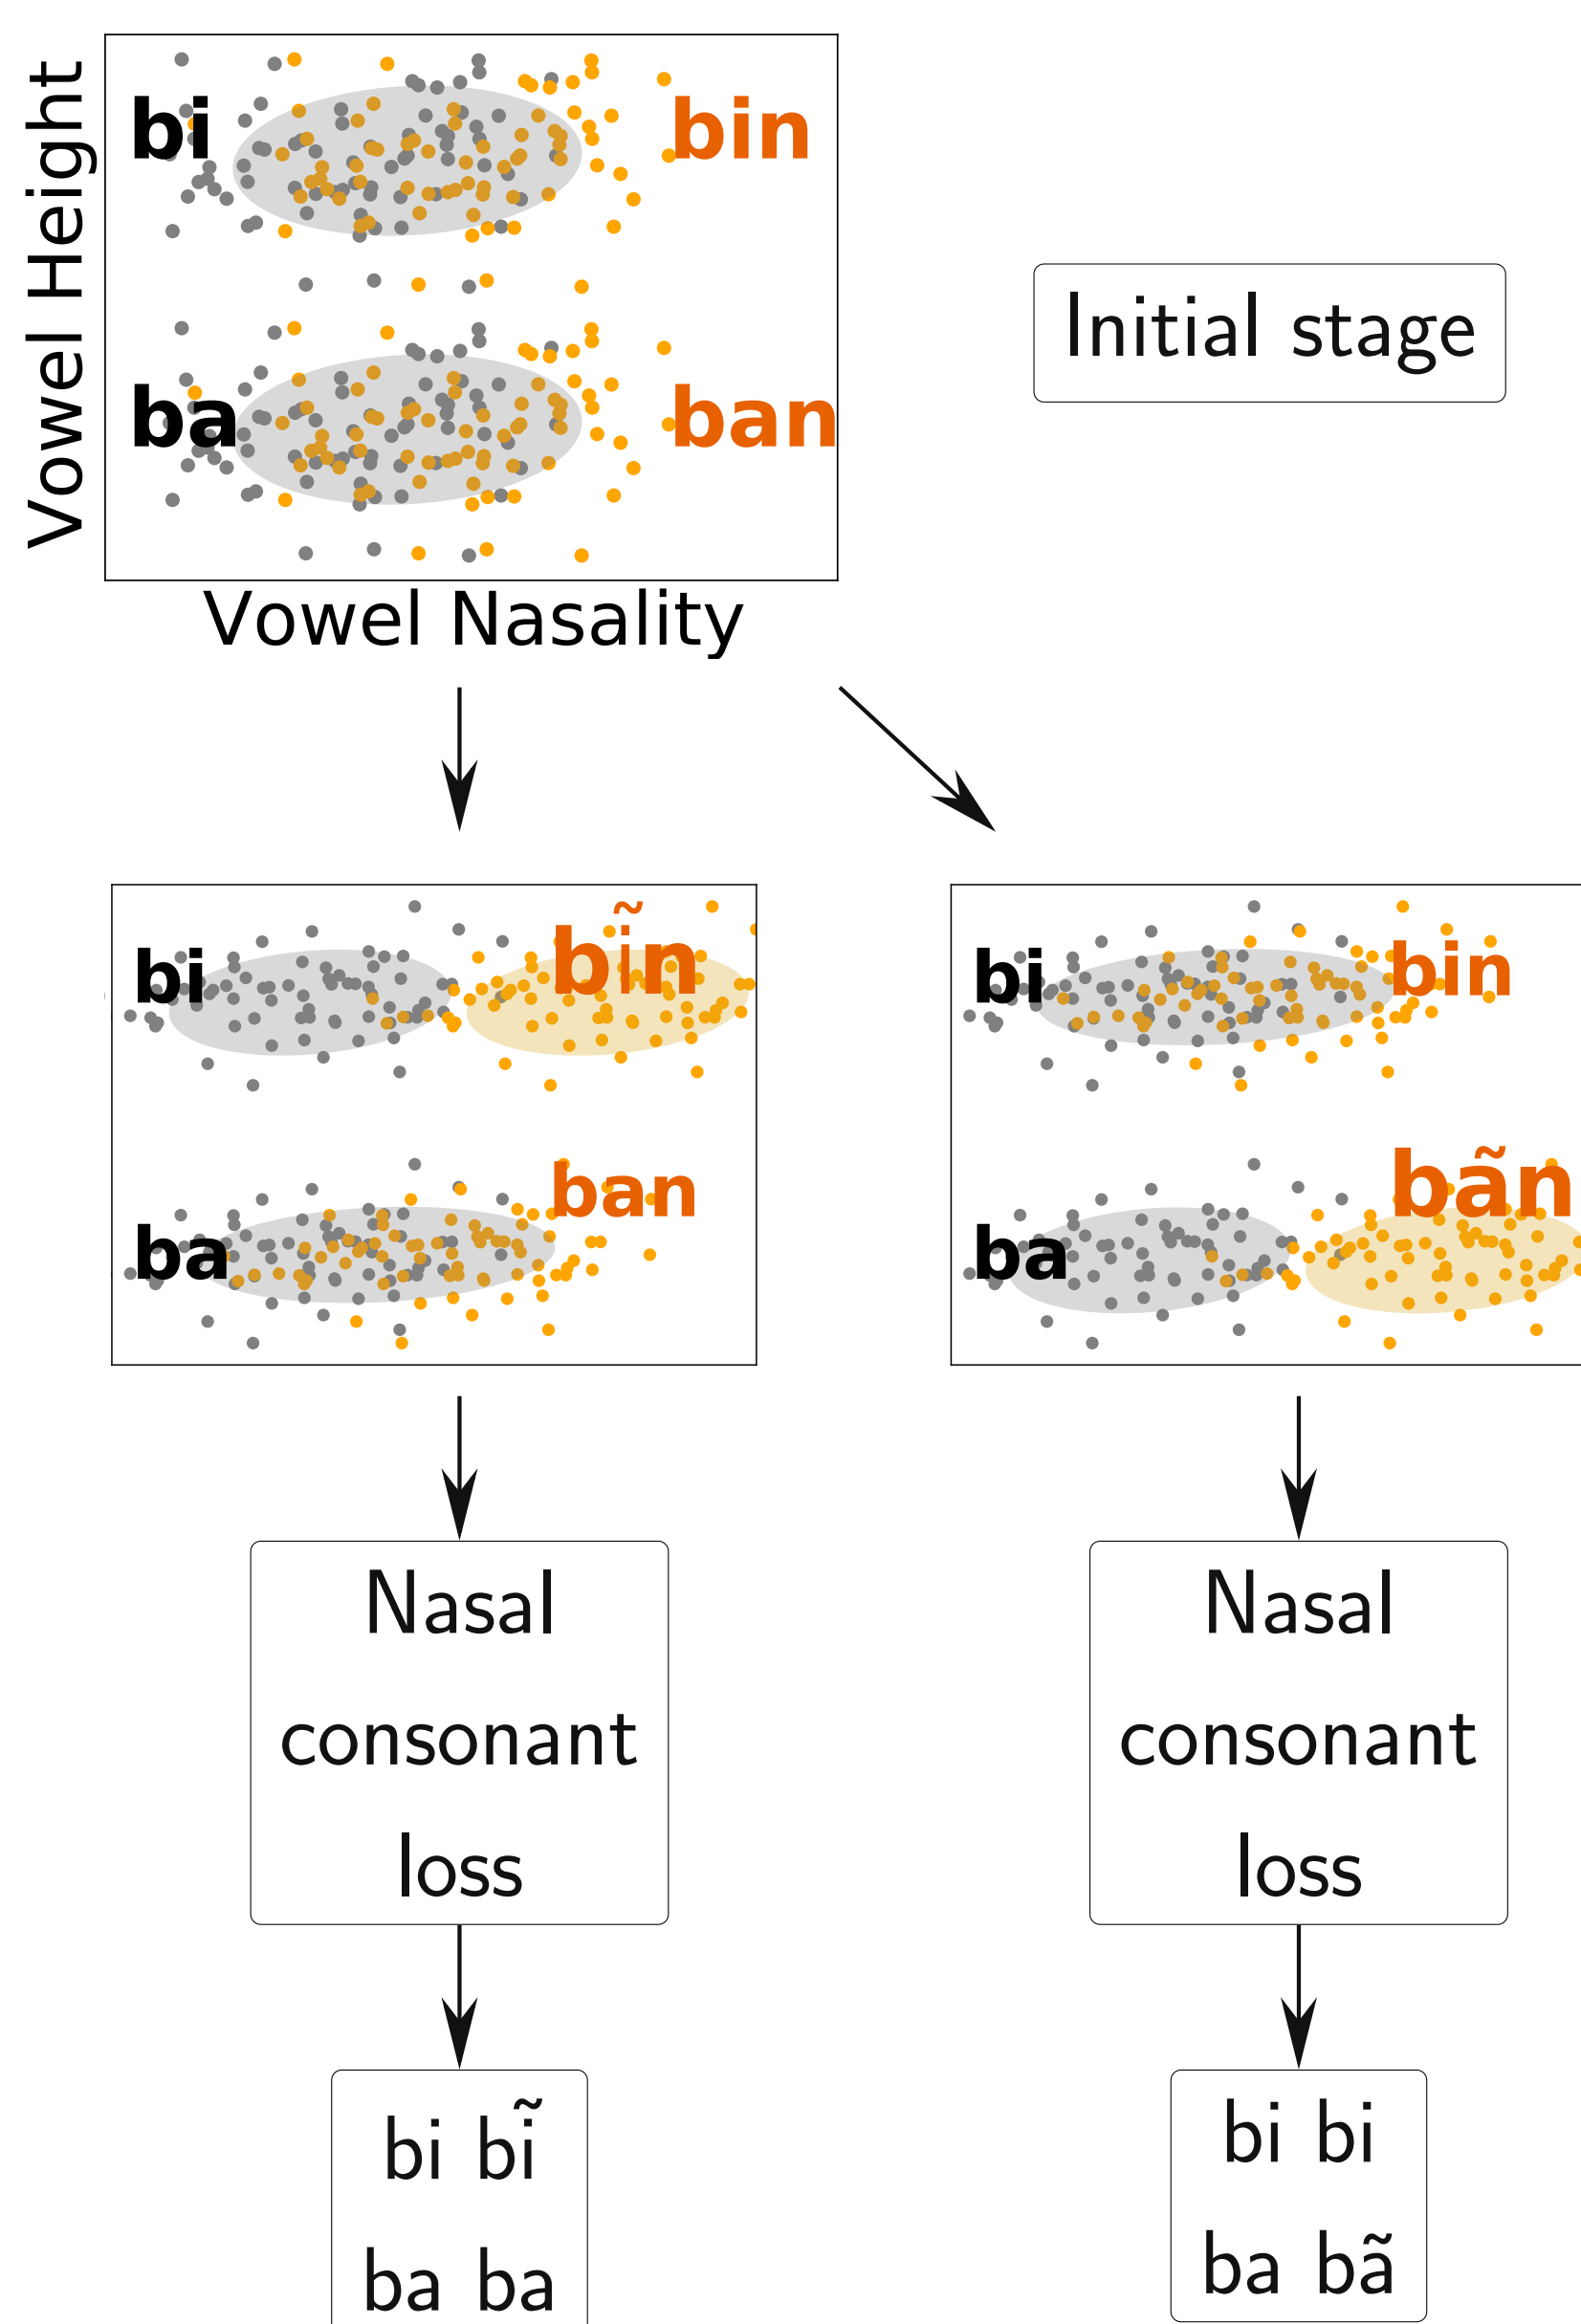 Vowel Height
bi bin
ba ban
Vowel Nasality
Initial stage
bi bĩn
ba ban
bi bin
ba bãn
Nasal
consonant
loss
Nasal
consonant
loss
bi bĩ
ba ba
bi bi
ba bã